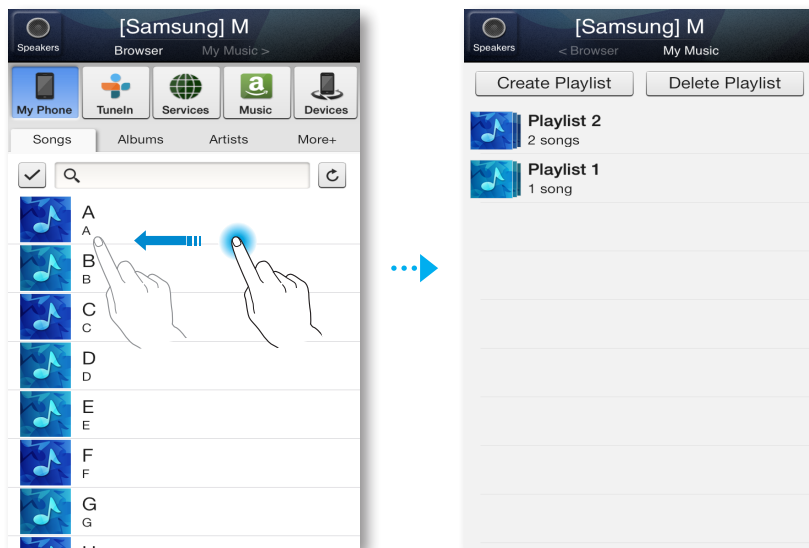 [Samsung] M
Speakers
Browser My Music >
My Phone TuneIn Services Music Devices
Songs Albums Artists More+
A
A
B
B
C
C
D
D
E
E
F
F
G
G
[Samsung] M
Speakers
< Browser My Music
Create Playlist Delete Playlist
Playlist 2
2 songs
Playlist 1
1 song